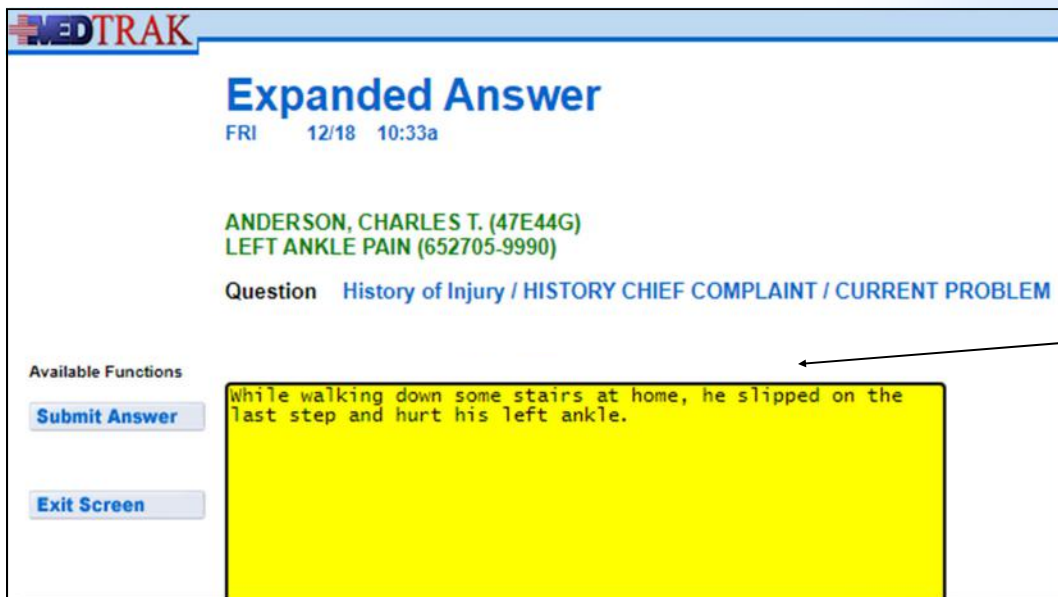 MEDTRAK
Expanded Answer
FRI 12/18 10:33a
ANDERSON, CHARLES T. (47E44G)
LEFT ANKLE PAIN (652705-9990)
Question History of Injury / HISTORY CHIEF COMPLAINT / CURRENT PROBLEM
Available Functions
Submit Answer
Exit Screen
While walking down some stairs at home, he slipped on the
last step and hurt his left ankle.